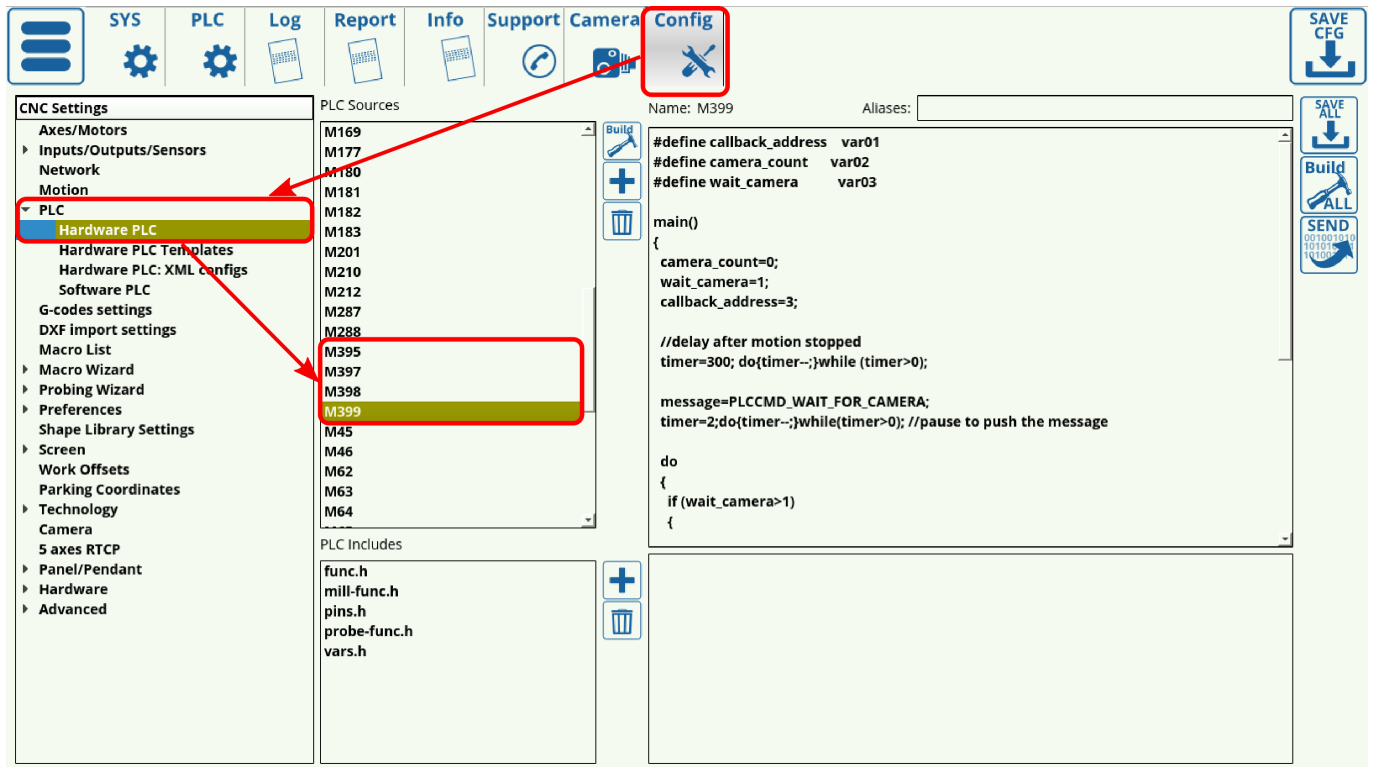 SYS
PLC
Log
Report
Info
Support
Camera
Config
SAVE
CFG
CNC Settings
Axes/Motors
Inputs/Outputs/Sensors
Network
Motion
PLC
Hardware PLC
Hardware PLC Templates
Hardware PLC: XML configs
Software PLC
G-codes settings
DXF import settings
Macro List
Macro Wizard
Probing Wizard
Preferences
Shape Library Settings
Screen
Work Offsets
Parking Coordinates
Technology
Camera
5 axes RTCP
Panel/Pendant
Hardware
Advanced
PLC Sources
M169
M177
M180
M181
M182
M183
M201
M210
M212
M287
M288
M395
M397
M398
M399
M45
M46
M62
M63
M64
Build
PLC Includes
func.h
mill-func.h
pins.h
probe-func.h
vars.h
Name: M399
Aliases:
#define callback_address var01
#define camera_count var02
#define wait_camera var03
main()
{
camera_count=0;
wait_camera=1;
callback_address=3;
//delay after motion stopped
timer=300; do{timer--;}while (timer>0);
message=PLCCMD_WAIT_FOR_CAMERA;
timer=2;do{timer--;}while(timer>0); //pause to push the message
do
{
if (wait_camera>1)
{
SAVE
ALL
Build
ALL
SEND